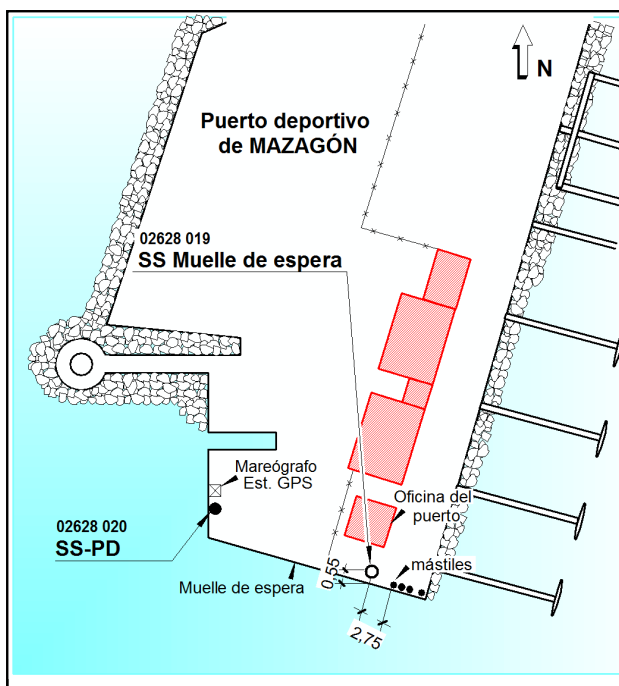 N
Puerto deportivo
de MAZAGÓN
02628 019
SS Muelle de espera
Mareógrafo
Est. GPS
Oficina del
puerto
02628 020
SS-PD
mástiles
Muelle de espera
0,55
2,75